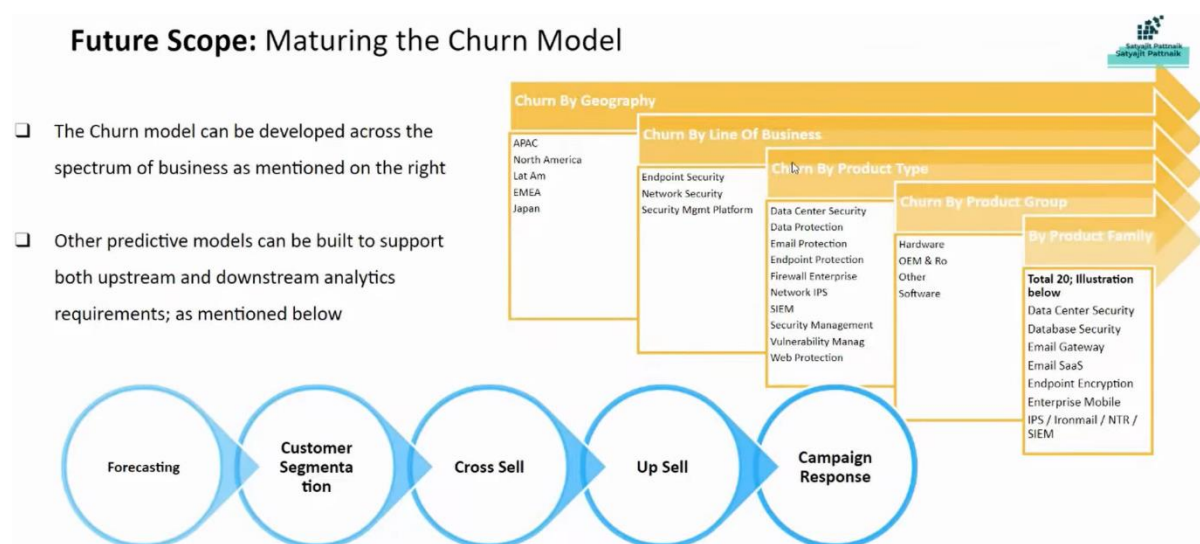 Future Scope: Maturing the Churn Model
Satyajit Pattnaik
Satyajit Pattnaik
❑ The Churn model can be developed across the
spectrum of business as mentioned on the right
❑ Other predictive models can be built to support
both upstream and downstream analytics
requirements; as mentioned below
Churn By Geography
APAC
North America
Lat Am
EMEA
Japan
Churn By Line Of Business
Endpoint Security
Network Security
Security Mgmt Platform
Churn By Product Type
Data Center Security
Data Protection
Email Protection
Endpoint Protection
Firewall Enterprise
Network IPS
SIEM
Security Management
Vulnerability Manag
Web Protection
Churn By Product Group
Hardware
OEM & Ro
Other
Software
By Product Family
Total 20; Illustration
below
Data Center Security
Database Security
Email Gateway
Email SaaS
Endpoint Encryption
Enterprise Mobile
IPS / Ironmail / NTR /
SIEM
Forecasting
Customer
Segmenta
tion
Cross Sell
Up Sell
Campaign
Response